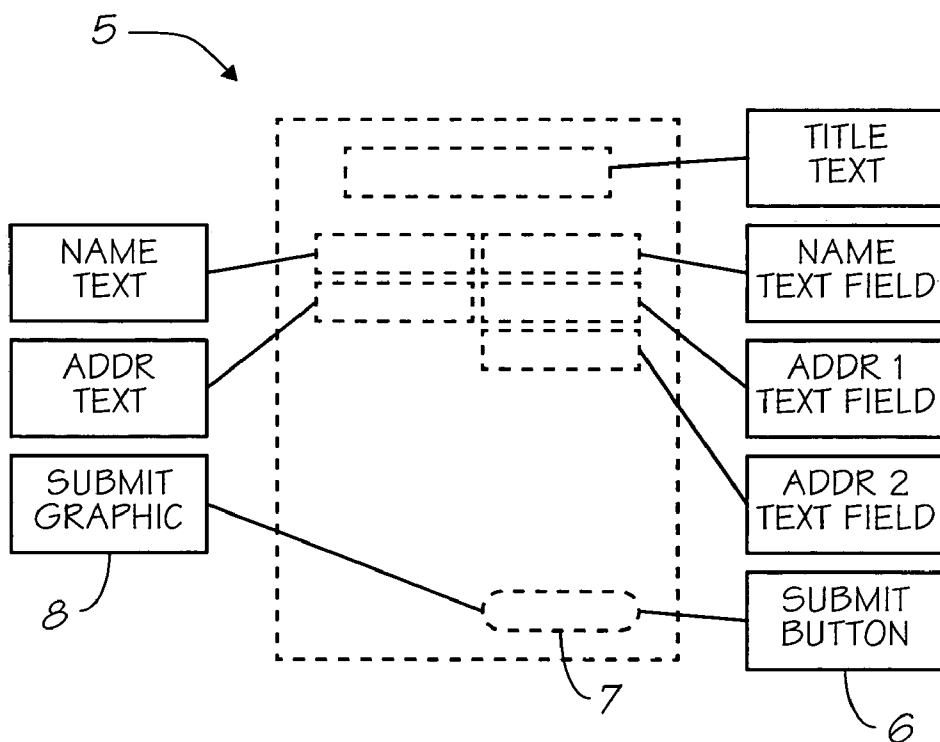 5
TITLE
TEXT
NAME
TEXT
NAME
TEXT FIELD
ADDR
TEXT
ADDR 1
TEXT FIELD
SUBMIT
GRAPHIC
ADDR 2
TEXT FIELD
8
SUBMIT
BUTTON
7
6